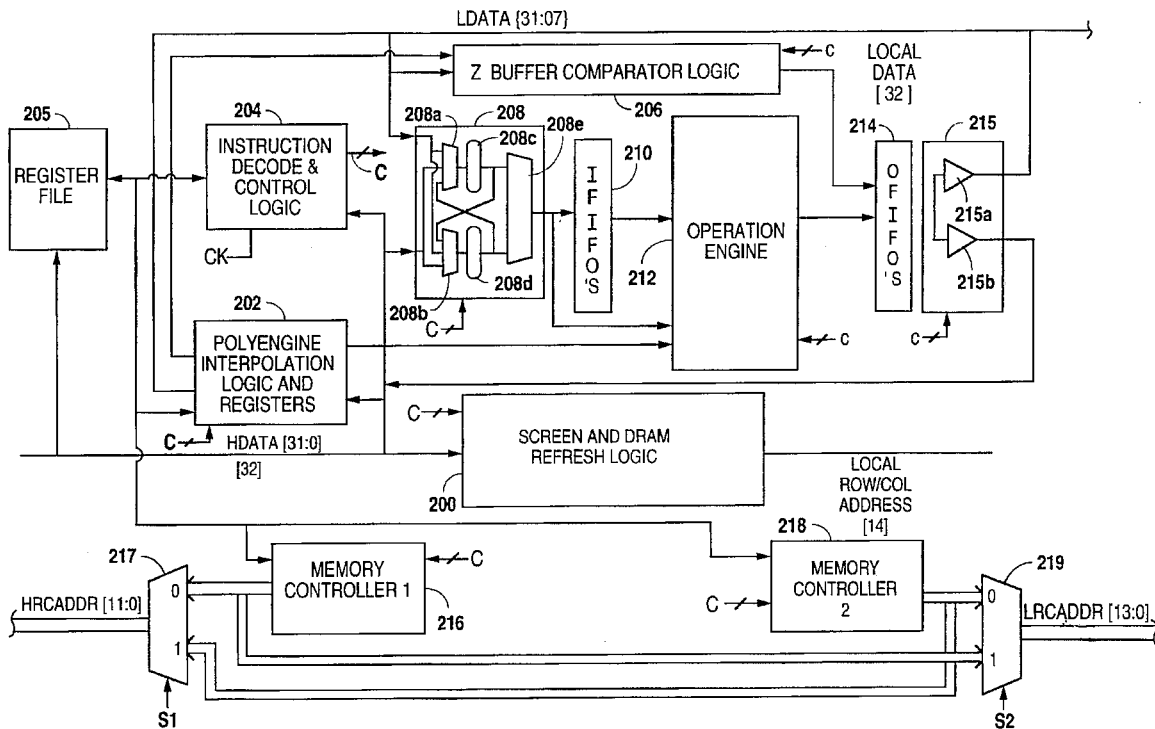 LDATA {31:07}
C
Z BUFFER COMPARATOR LOGIC
206
LOCAL
DATA
[ 32 ]
205
REGISTER
FILE
204
INSTRUCTION
DECODE &
CONTROL
LOGIC
C
CK
208a
208
208c
208e
208b
208d
C
210
I
F
I
F
O
'S
212
OPERATION
ENGINE
C
214
O
F
I
F
O
'S
215
215a
215b
C
202
POLYENGINE
INTERPOLATION
LOGIC AND
REGISTERS
C
HDATA [31:0]
[32]
C
SCREEN AND DRAM
REFRESH LOGIC
200
LOCAL
ROW/COL
ADDRESS
[14]
217
0
1
HRCADDR [11:0]
S1
MEMORY
CONTROLLER 1
C
216
218
MEMORY
CONTROLLER
2
C
219
0
1
LRCADDR [13:0]
S2